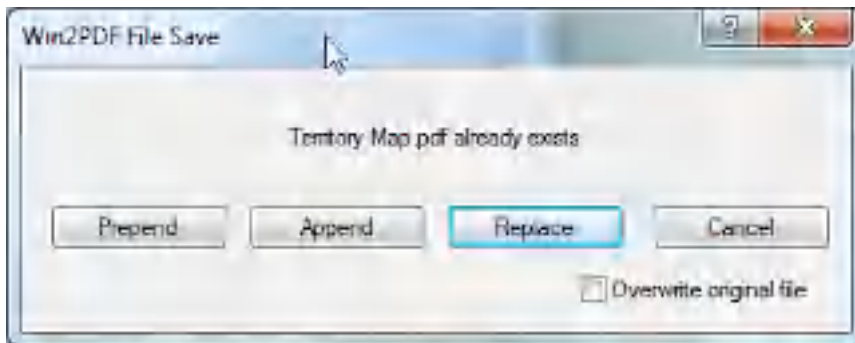 Win2PDF File Save
Territory Map.pdf already exists
Prepend Append Replace Cancel
Overwrite original file